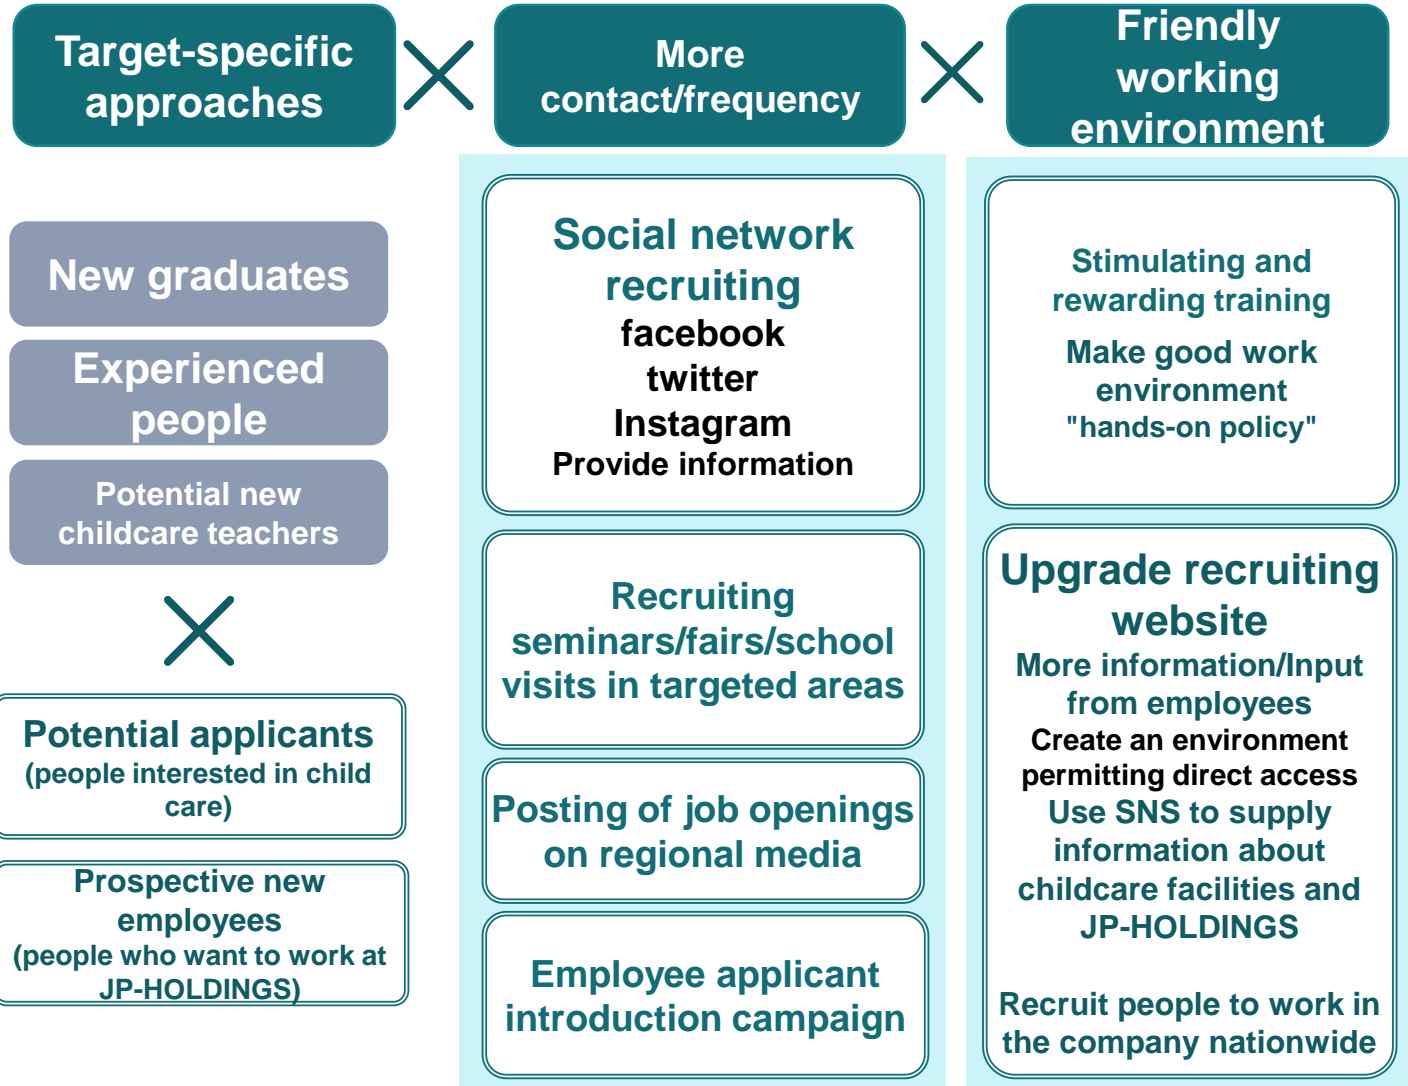 Target-specific
approaches
More
contact/frequency
Friendly
working
environment
New graduates
Experienced
people
Potential new
childcare teachers
Potential applicants
(people interested in child
care)
Prospective new
employees
(people who want to work at
JP-HOLDINGS)
Social network
recruiting
facebook
twitter
Instagram
Provide information
Recruiting
seminars/fairs/school
visits in targeted areas
Posting of job openings
on regional media
Employee applicant
introduction campaign
Stimulating and
rewarding training
Make good work
environment
"hands-on policy"
Upgrade recruiting
website
More information/Input
from employees
Create an environment
permitting direct access
Use SNS to supply
information about
childcare facilities and
JP-HOLDINGS
Recruit people to work in
the company nationwide